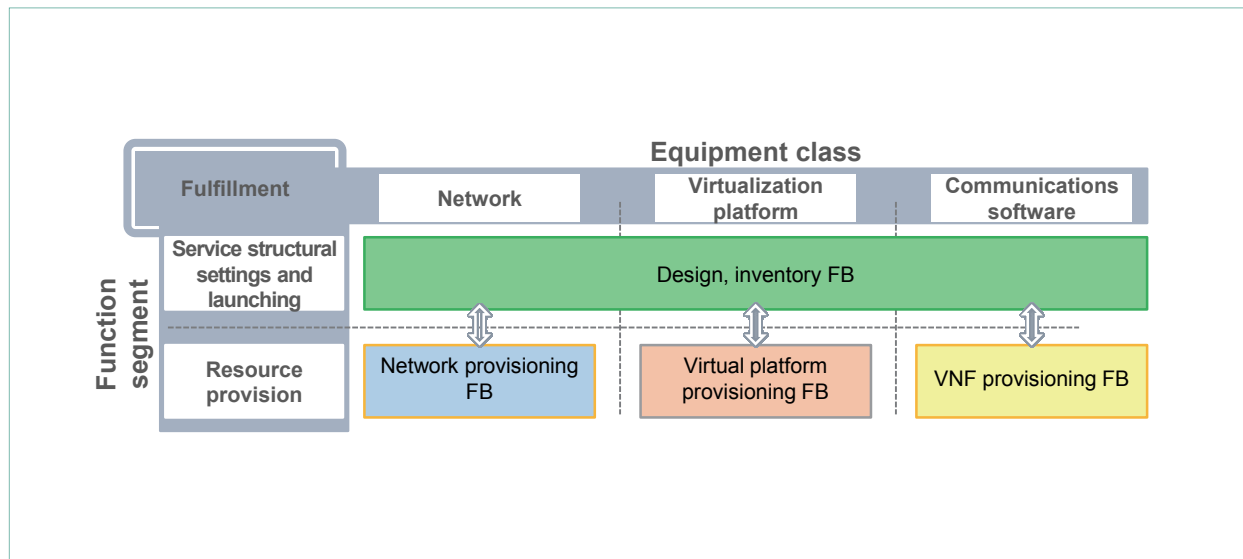 Equipment class
Fulfillment
Network
Virtualization
platform
Communications
software
Function
segment
Service structural
settings and
launching
Design, inventory FB
Resource
provision
Network provisioning
FB
Virtual platform
provisioning FB
VNF provisioning FB